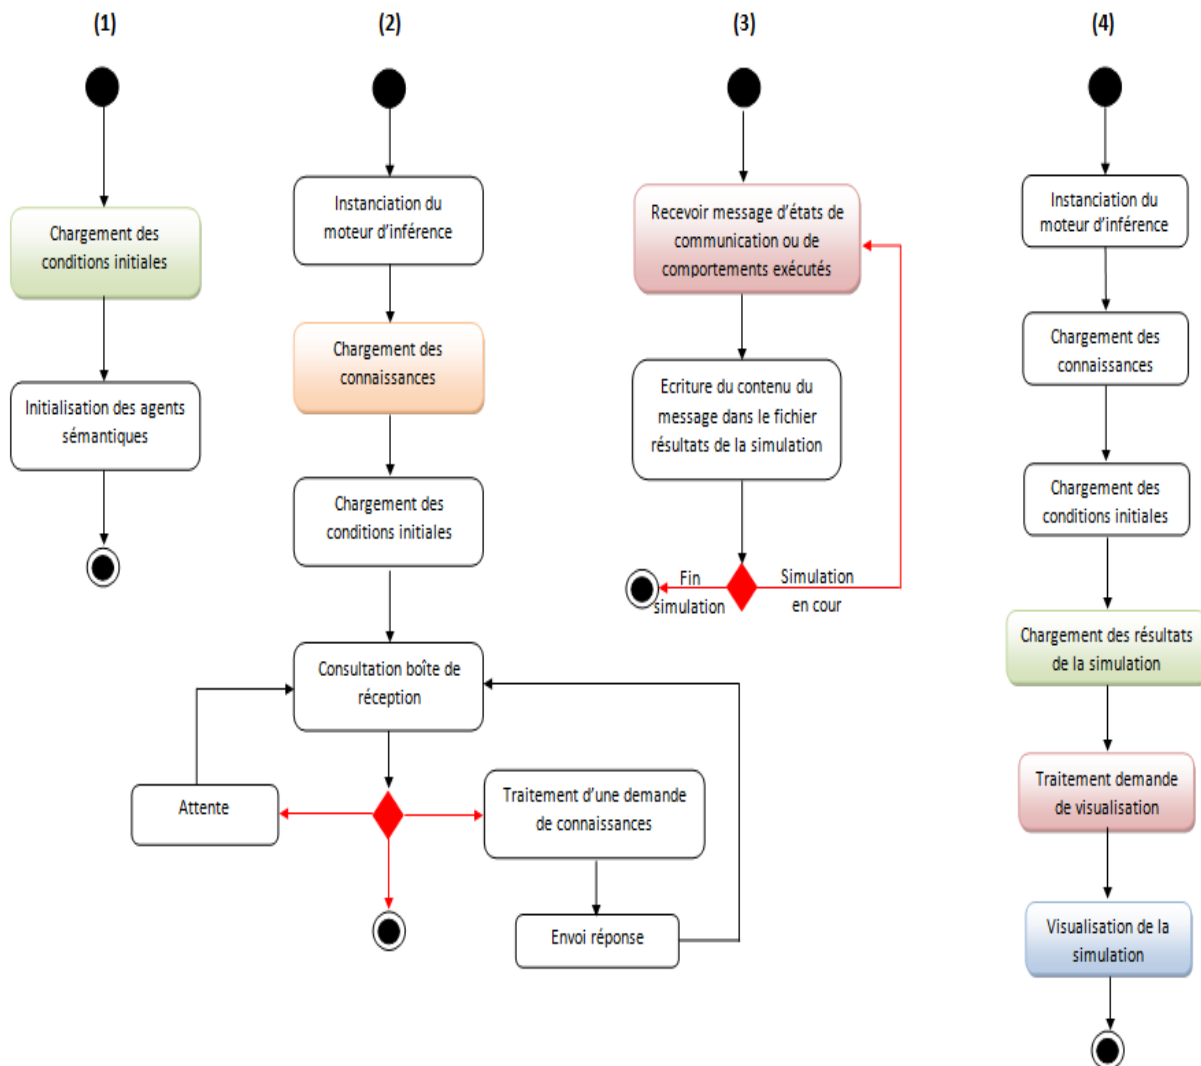 (1)
Chargement des
conditions initiales
Initialisation des agents
sémantiques
(2)
Instanciation du
moteur d'inférence
Chargement des
connaissances
Chargement des
conditions initiales
Consultation boîte de
réception
Attente
Traitement d'une demande
de connaissances
Envoi réponse
(3)
Recevoir message d'états de
communication ou de
comportements exécutés
Ecriture du contenu du
message dans le fichier
résultats de la simulation
Fin
simulation
Simulation
en cour
(4)
Instanciation du
moteur d'inférence
Chargement des
connaissances
Chargement des
conditions initiales
Chargement des résultats
de la simulation
Traitement demande
de visualisation
Visualisation de la
simulation